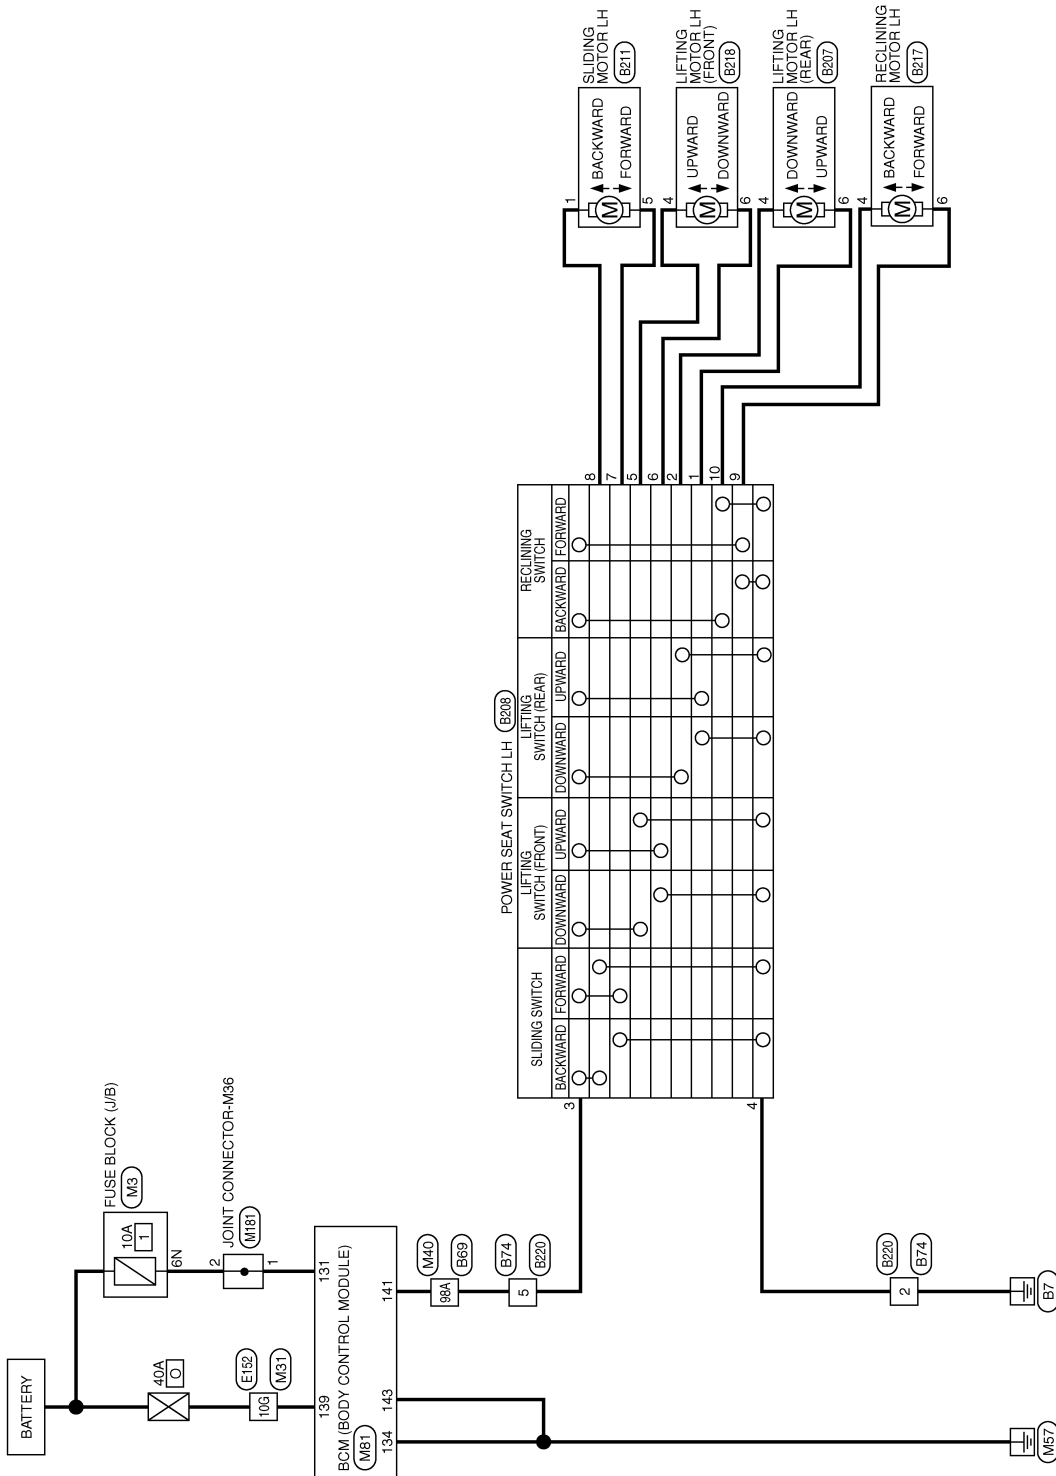 BATTERY
40A
O
10A
1
FUSE BLOCK (J/B)
M3
6N
2
JOINT CONNECTOR-M36
M181
1
E152
10G
M31
139
131
BCM (BODY CONTROL MODULE)
M81
134
143
141
M40
98A
B69
B74
5
B220
3
4
B220
2
B74
B7
M57
POWER SEAT SWITCH LH
B208
SLIDING SWITCH
BACKWARD
FORWARD
LIFTING
SWITCH (FRONT)
DOWNWARD
UPWARD
LIFTING
SWITCH (REAR)
DOWNWARD
UPWARD
RECLINING
SWITCH
BACKWARD
FORWARD
8
7
5
6
2
1
10
9
SLIDING
MOTOR LH
B211
BACKWARD
FORWARD
M
1
5
LIFTING
MOTOR LH
(FRONT)
B218
UPWARD
DOWNWARD
M
4
6
LIFTING
MOTOR LH
(REAR)
B207
DOWNWARD
UPWARD
M
4
6
RECLINING
MOTOR LH
B217
BACKWARD
FORWARD
M
4
6